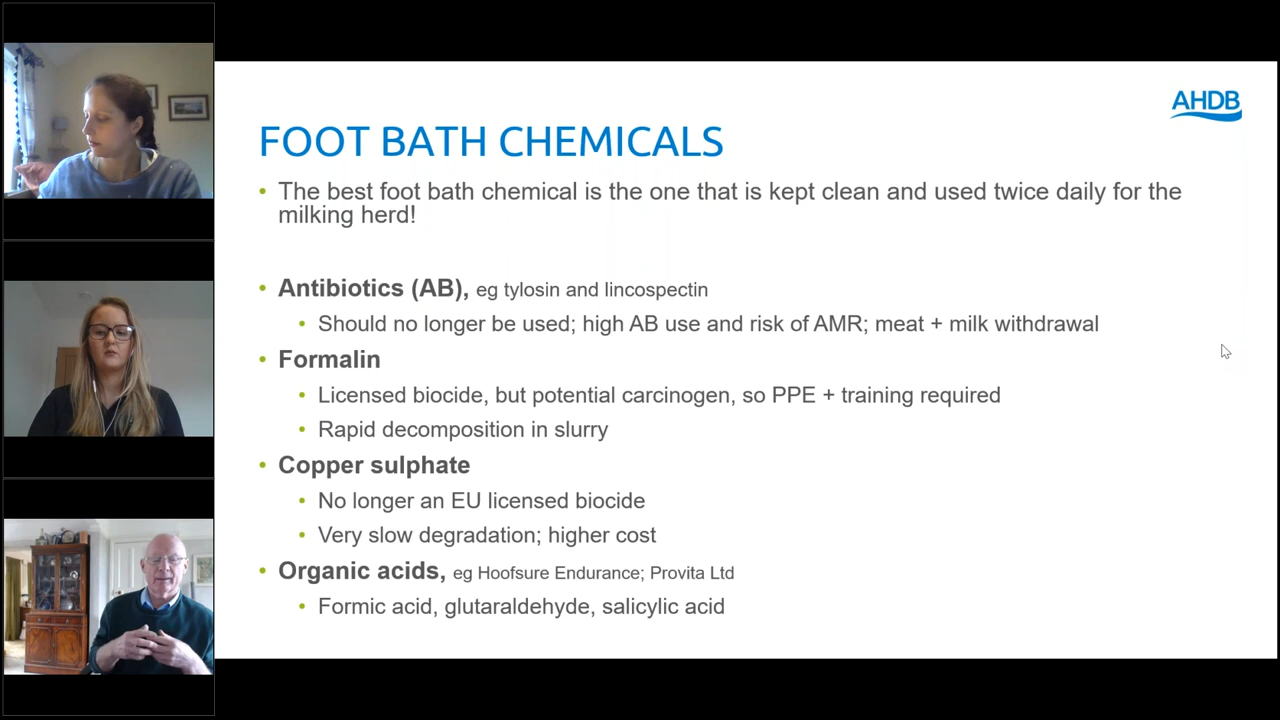 AHDB
FOOT BATH CHEMICALS
• The best foot bath chemical is the one that is kept clean and used twice daily for the
milking herd!
• Antibiotics (AB), eg tylosin and lincospectin
• Should no longer be used; high AB use and risk of AMR; meat + milk withdrawal
• Formalin
• Licensed biocide, but potential carcinogen, so PPE + training required
• Rapid decomposition in slurry
• Copper sulphate
• No longer an EU licensed biocide
• Very slow degradation; higher cost
• Organic acids, eg Hoofsure Endurance; Provita Ltd
• Formic acid, glutaraldehyde, salicylic acid